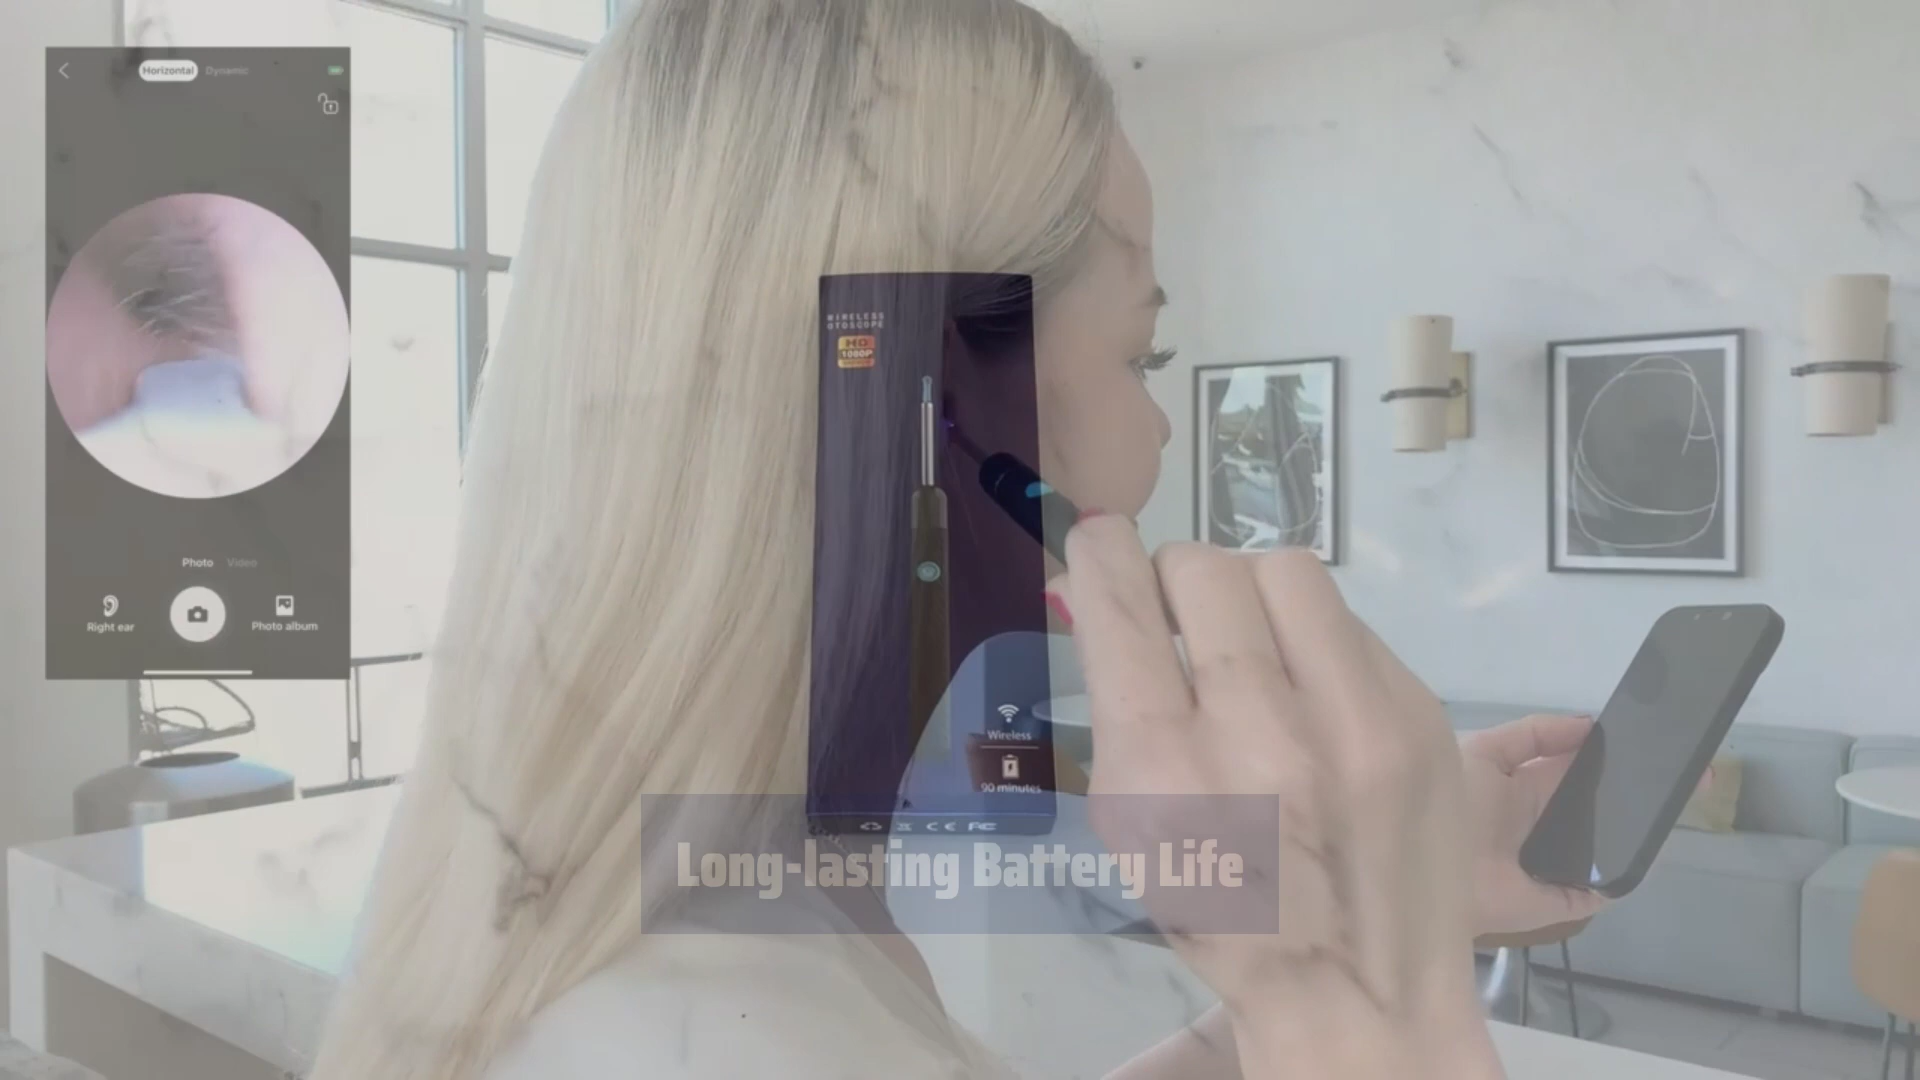 Horizontal Dynamic
Photo Video
Right ear
Photo album
WIRELESS
OTOSCOPE
HD
1080P
Wireless
90 minutes
CE FC
Long-lasting Battery Life